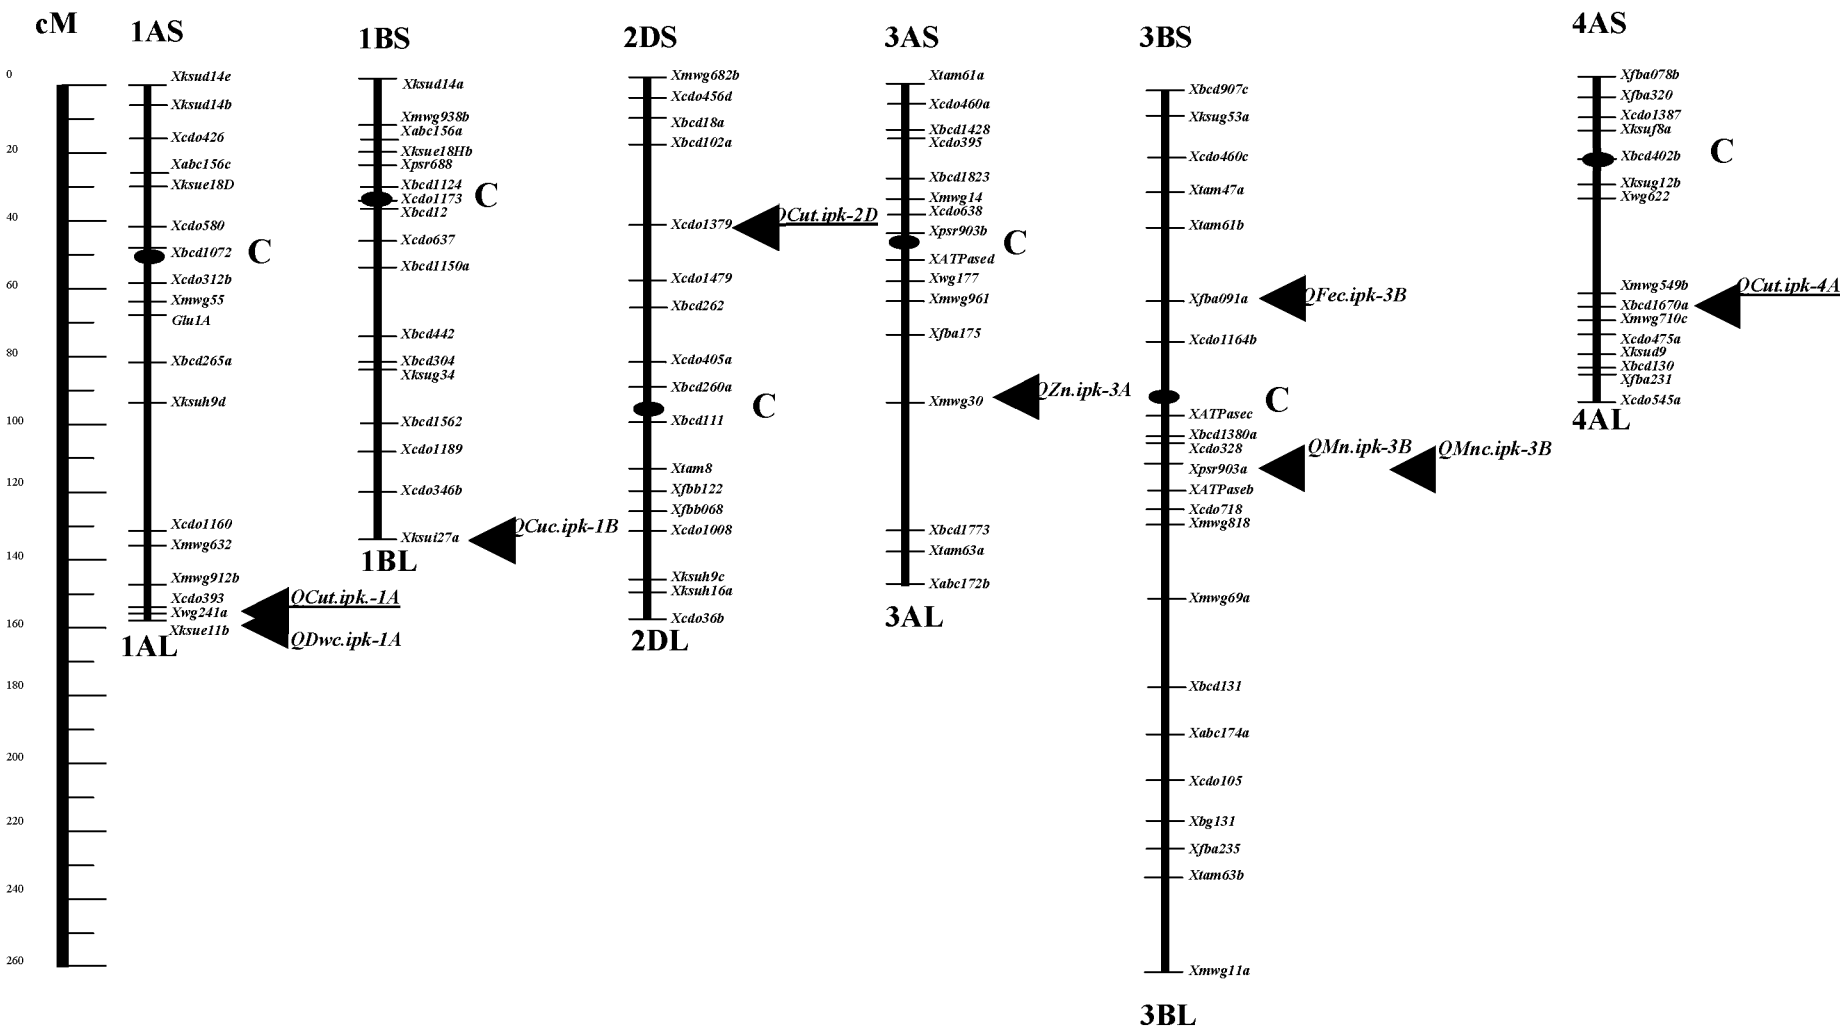 cM
0
20
40
60
80
100
120
140
160
180
200
220
240
260
1AS
Xksud14e
Xksud14b
Xcdo426
Xabc156c
Xksue18D
Xcdo580
Xbcd1072
C
Xcdo312b
Xmwg55
Glu1A
Xbcd265a
Xksuh9d
Xcdo1160
Xmwg632
Xmwg912b
Xcdo393
Xwg241a
Xksue11b
QCut.ipk.-1A
QDwc.ipk-1A
1AL
1BS
Xksud14a
Xmwg938b
Xabc156a
Xksue18Hb
Xpsr688
Xbcd1124
Xcdo1173
C
Xbcd12
Xcdo637
Xbcd1150a
Xbcd442
Xbcd304
Xksug34
Xbcd1562
Xcdo1189
Xcdo346b
Xksui27a
QCuc.ipk-1B
1BL
2DS
Xmwg682b
Xcdo456d
Xbcd18a
Xbcd102a
Xcdo1379
QCut.ipk-2D
Xcdo1479
Xbcd262
Xcdo405a
Xbcd260a
C
Xbcd111
Xtam8
Xfbb122
Xfbb068
Xcdo1008
Xksuh9c
Xksuh16a
Xcdo36b
2DL
3AS
Xtam61a
Xcdo460a
Xbcd1428
Xcdo395
Xbcd1823
Xmwg14
Xcdo638
Xpsr903b
C
XATPased
Xwg177
Xmwg961
Xfba175
Xmwg30
QZn.ipk-3A
Xbcd1773
Xtam63a
Xabc172b
3AL
3BS
Xbcd907c
Xksug53a
Xcdo460c
Xtam47a
Xtam61b
Xfba091a
QFec.ipk-3B
Xcdo1164b
C
XATPasec
Xbcd1380a
Xcdo328
Xpsr903a
QMn.ipk-3B
QMnc.ipk-3B
XATPaseb
Xcdo718
Xmwg818
Xmwg69a
Xbcd131
Xabc174a
Xcdo105
Xbg131
Xfba235
Xtam63b
Xmwg11a
3BL
4AS
Xfba078b
Xfba320
Xcdo1387
Xksuf8a
Xbcd402b
C
Xksug12b
Xwg622
Xmwg549b
Xbcd1670a
QCut.ipk-4A
Xmwg710c
Xcdo475a
Xksud9
Xbcd130
Xfba231
Xcdo545a
4AL